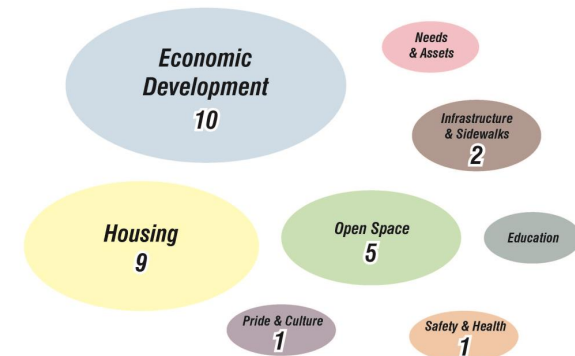 Economic
Development
10
Needs
& Assets
Infrastructure
& Sidewalks
2
Housing
9
Open Space
5
Education
Pride & Culture
1
Safety & Health
1